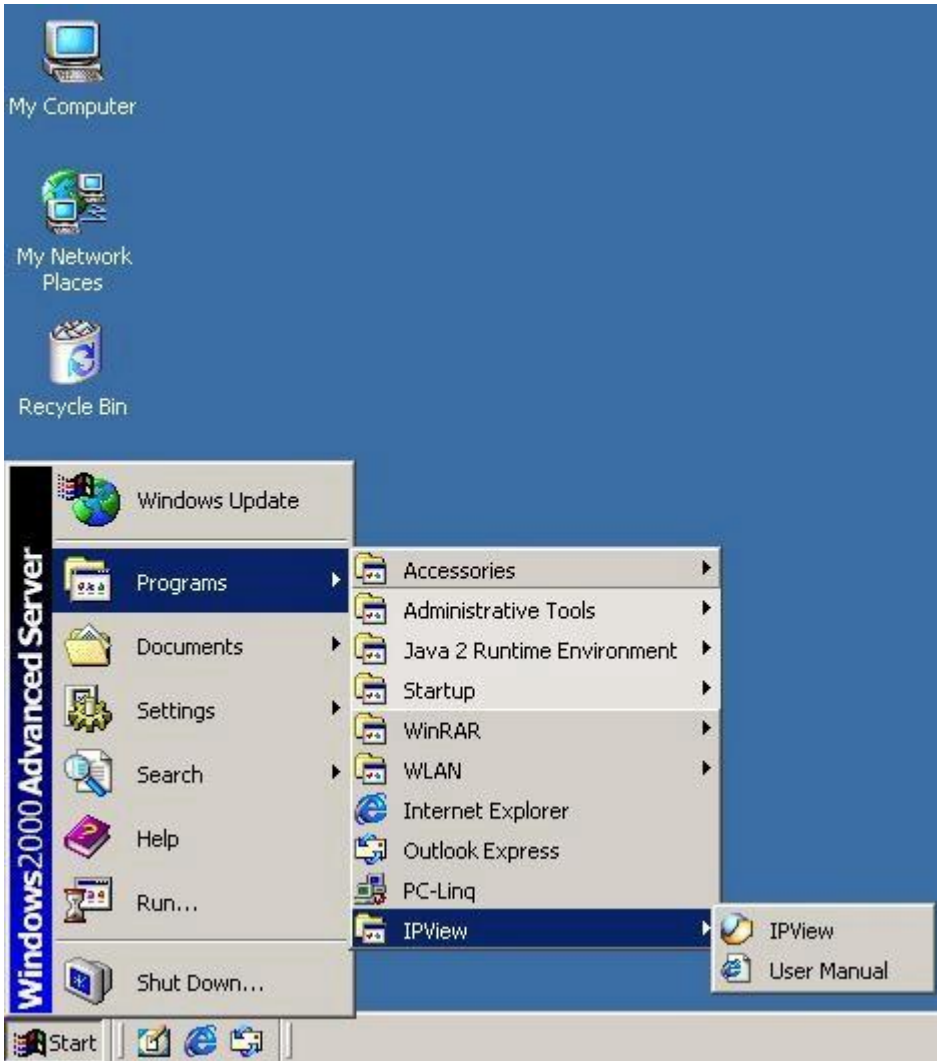 My Computer
My Network
Places
Recycle Bin
Windows2000 Advanced Server
Windows Update
Programs
Documents
Settings
Search
Help
Run...
Shut Down...
Accessories
Administrative Tools
Java 2 Runtime Environment
Startup
WinRAR
WLAN
Internet Explorer
Outlook Express
PC-Linq
IPView
IPView
User Manual
Start